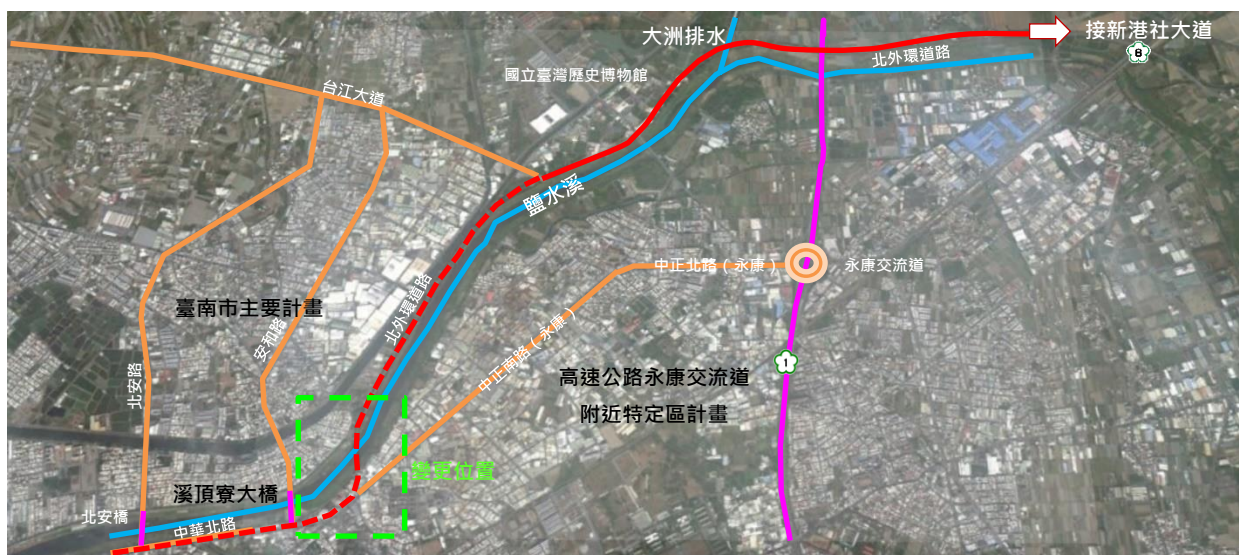 大洲排水
接新港社大道
北外環道路
8
國立臺灣歷史博物館
台江大道
鹽水溪
中正北路(永康)
永康交流道
臺南市主要計畫
北外環道路
安和路
中正南路(永康)
北安路
1
高速公路永康交流道
附近特定區計畫
變更位置
溪頂寮大橋
北安橋
中華北路